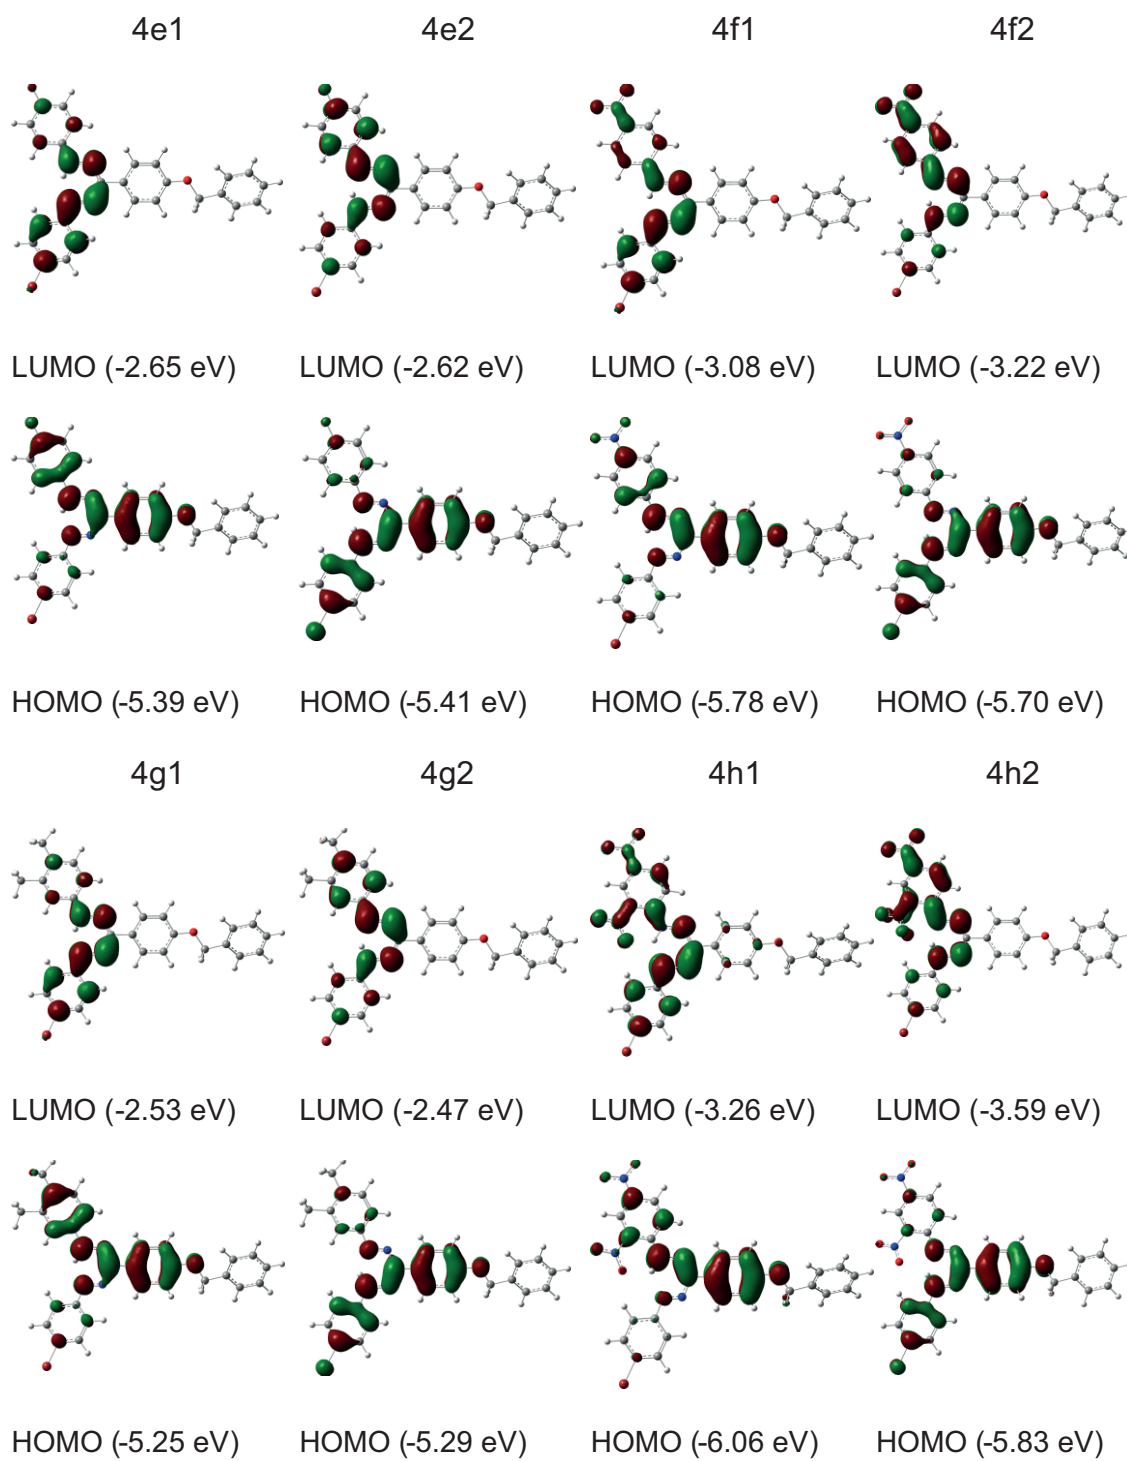 4e1 4e2 4f1 4f2
LUMO (-2.65 eV) LUMO (-2.62 eV) LUMO (-3.08 eV) LUMO (-3.22 eV)
HOMO (-5.39 eV) HOMO (-5.41 eV) HOMO (-5.78 eV) HOMO (-5.70 eV)
4g1 4g2 4h1 4h2
LUMO (-2.53 eV) LUMO (-2.47 eV) LUMO (-3.26 eV) LUMO (-3.59 eV)
HOMO (-5.25 eV) HOMO (-5.29 eV) HOMO (-6.06 eV) HOMO (-5.83 eV)